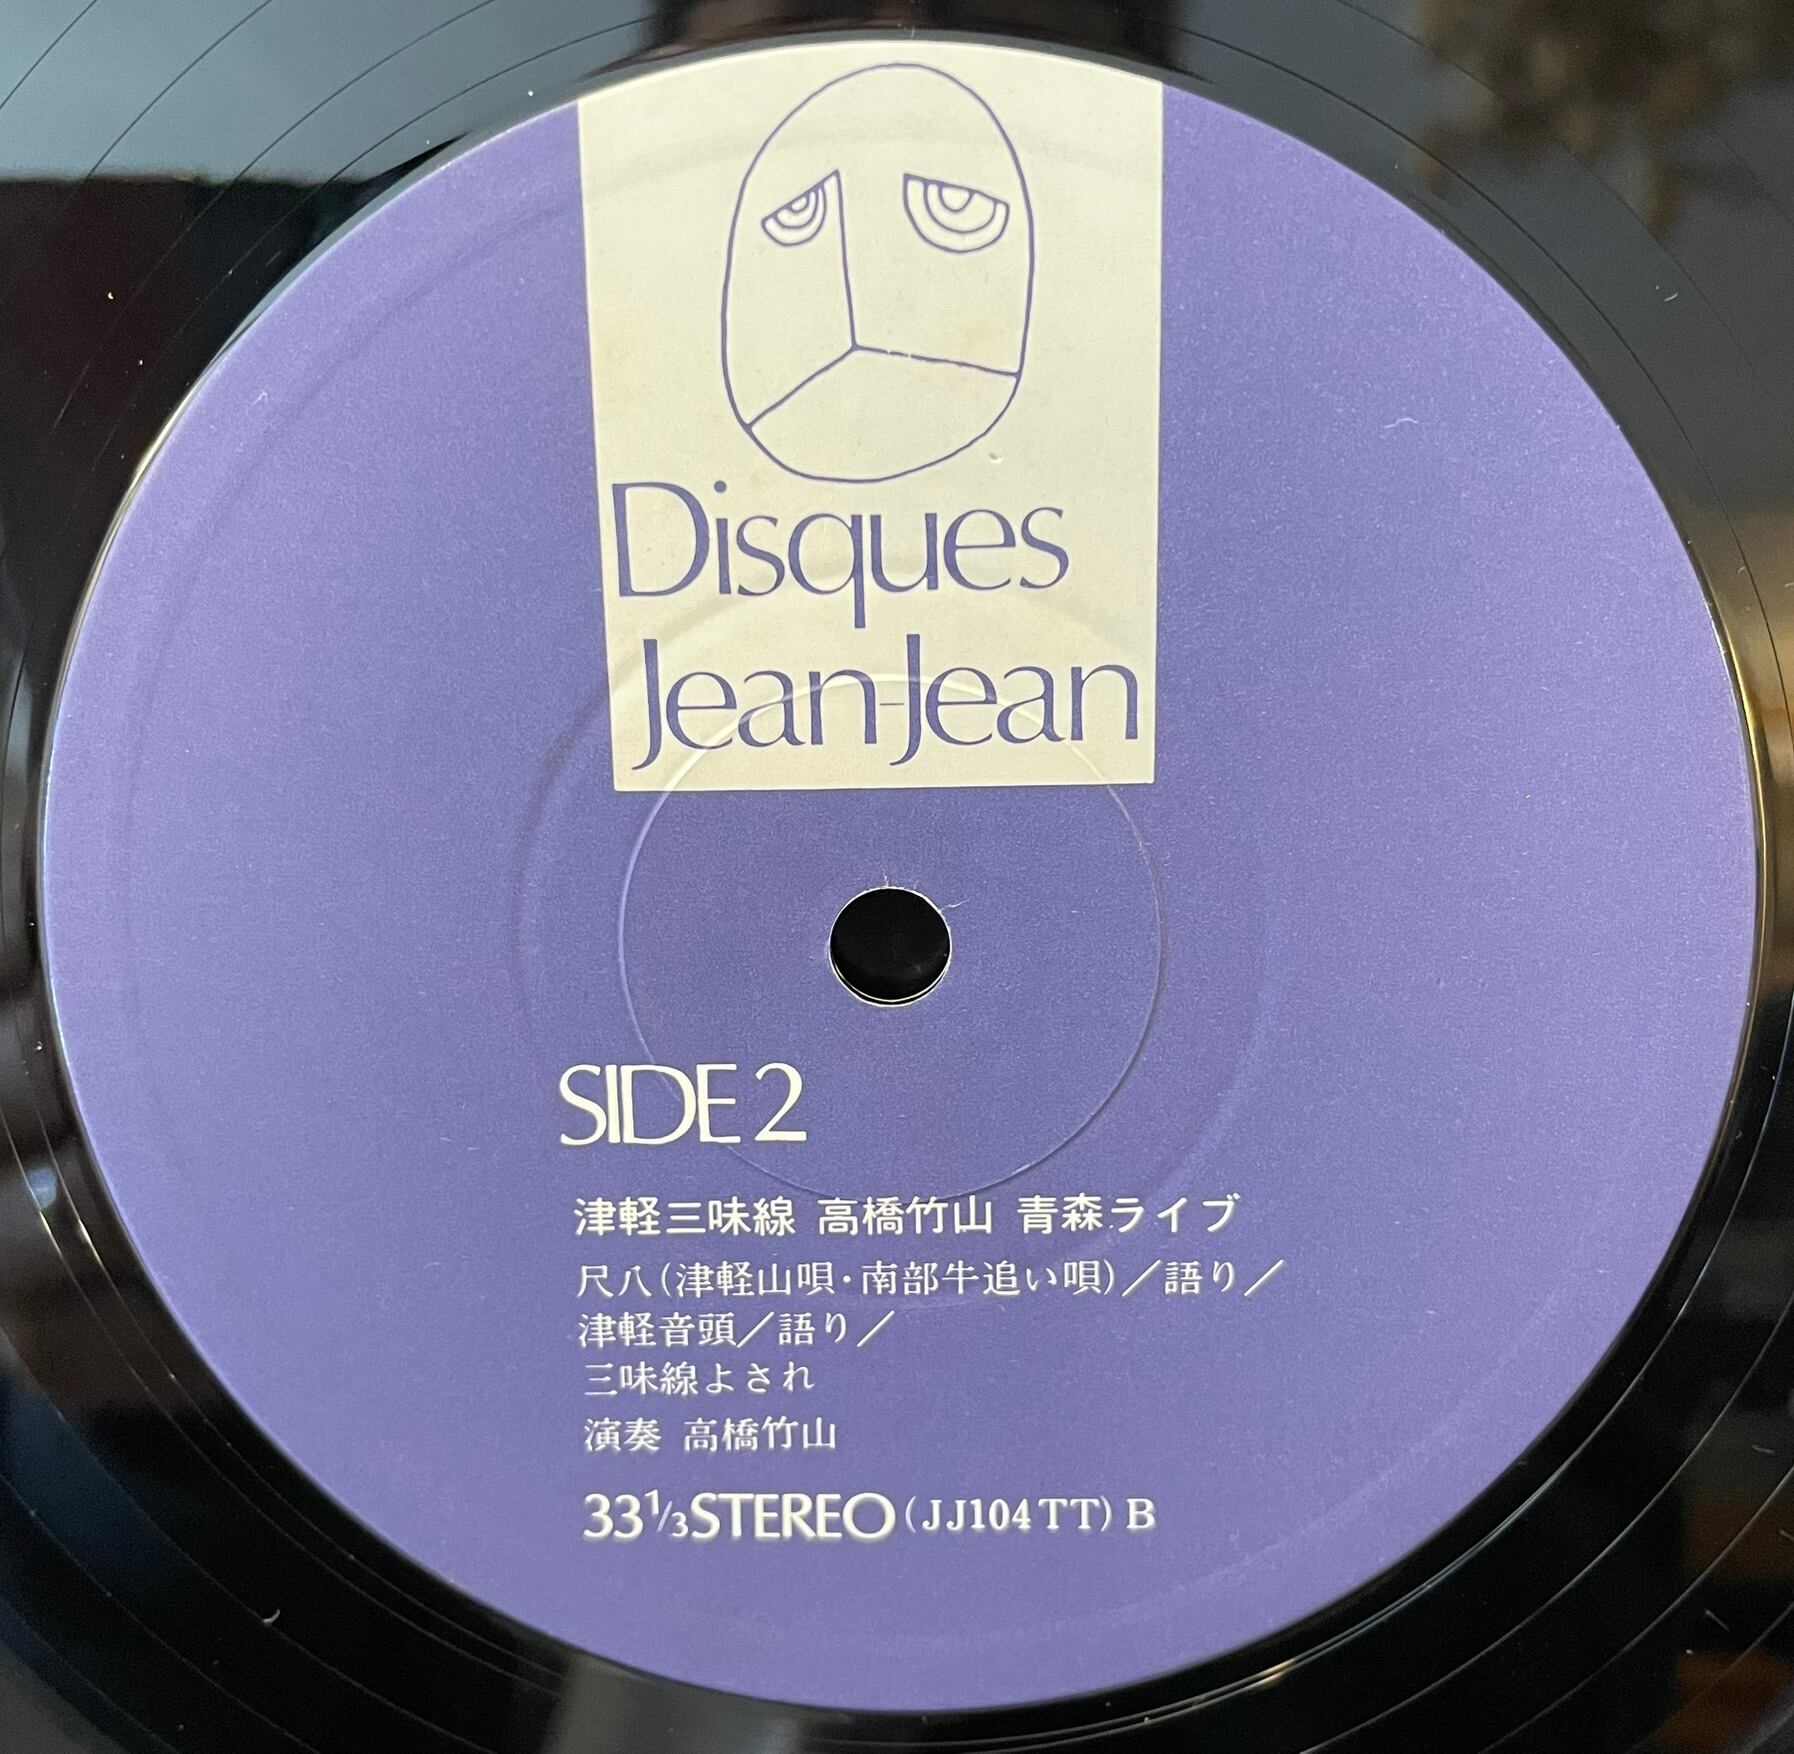 Disques
Jean-Jean
SIDE 2
津軽三味線 高橋竹山 青森ライブ
尺八(津軽山唄・南部牛追い唄)／語り／
津軽音頭／語り／
三味線よされ
演奏 高橋竹山
33⅓STEREO(JJ104TT) B